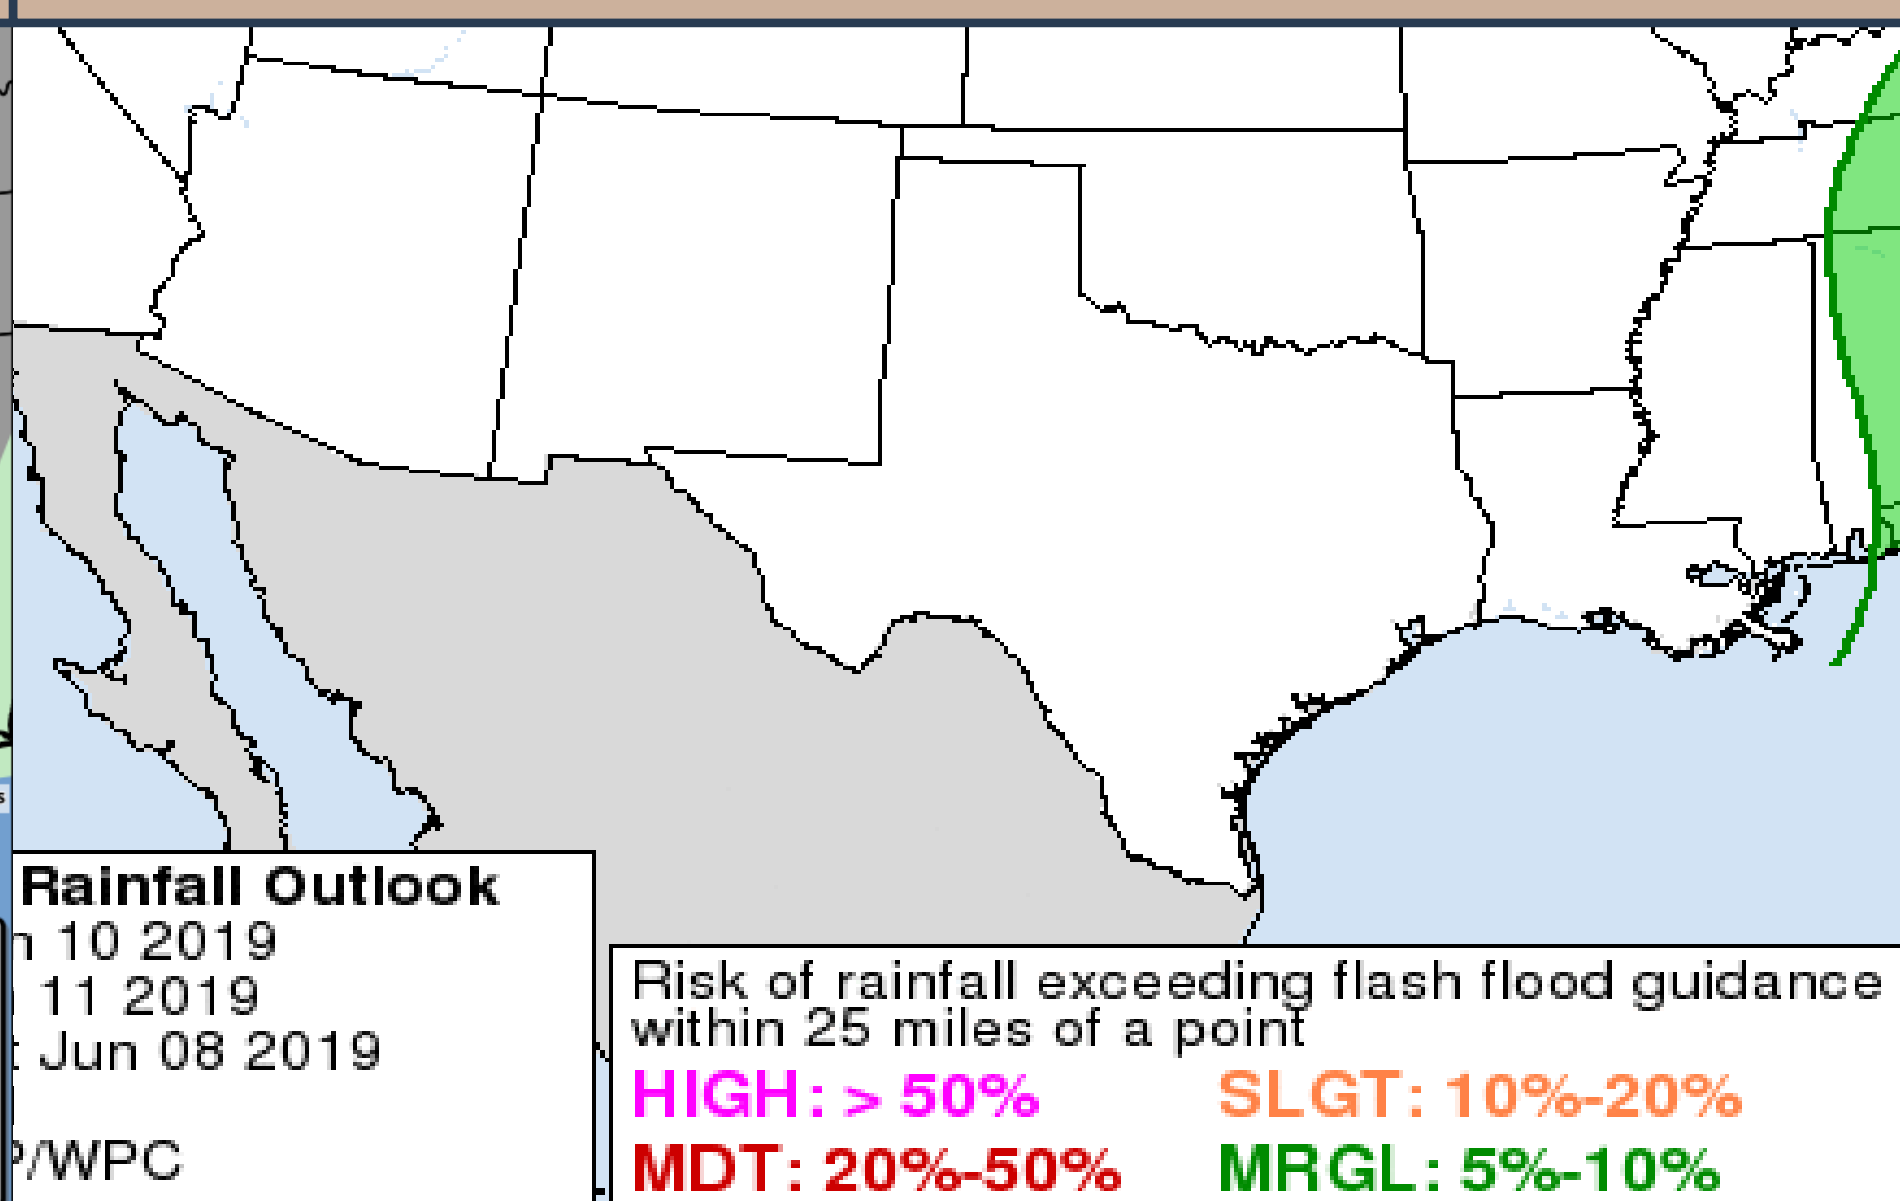 Rainfall Outlook
10 2019
11 2019
: Jun 08 2019
/WPC
Risk of rainfall exceeding flash flood guidance
within 25 miles of a point
HIGH: > 50%
SLGT: 10%-20%
MDT: 20%-50%
MRGL: 5%-10%